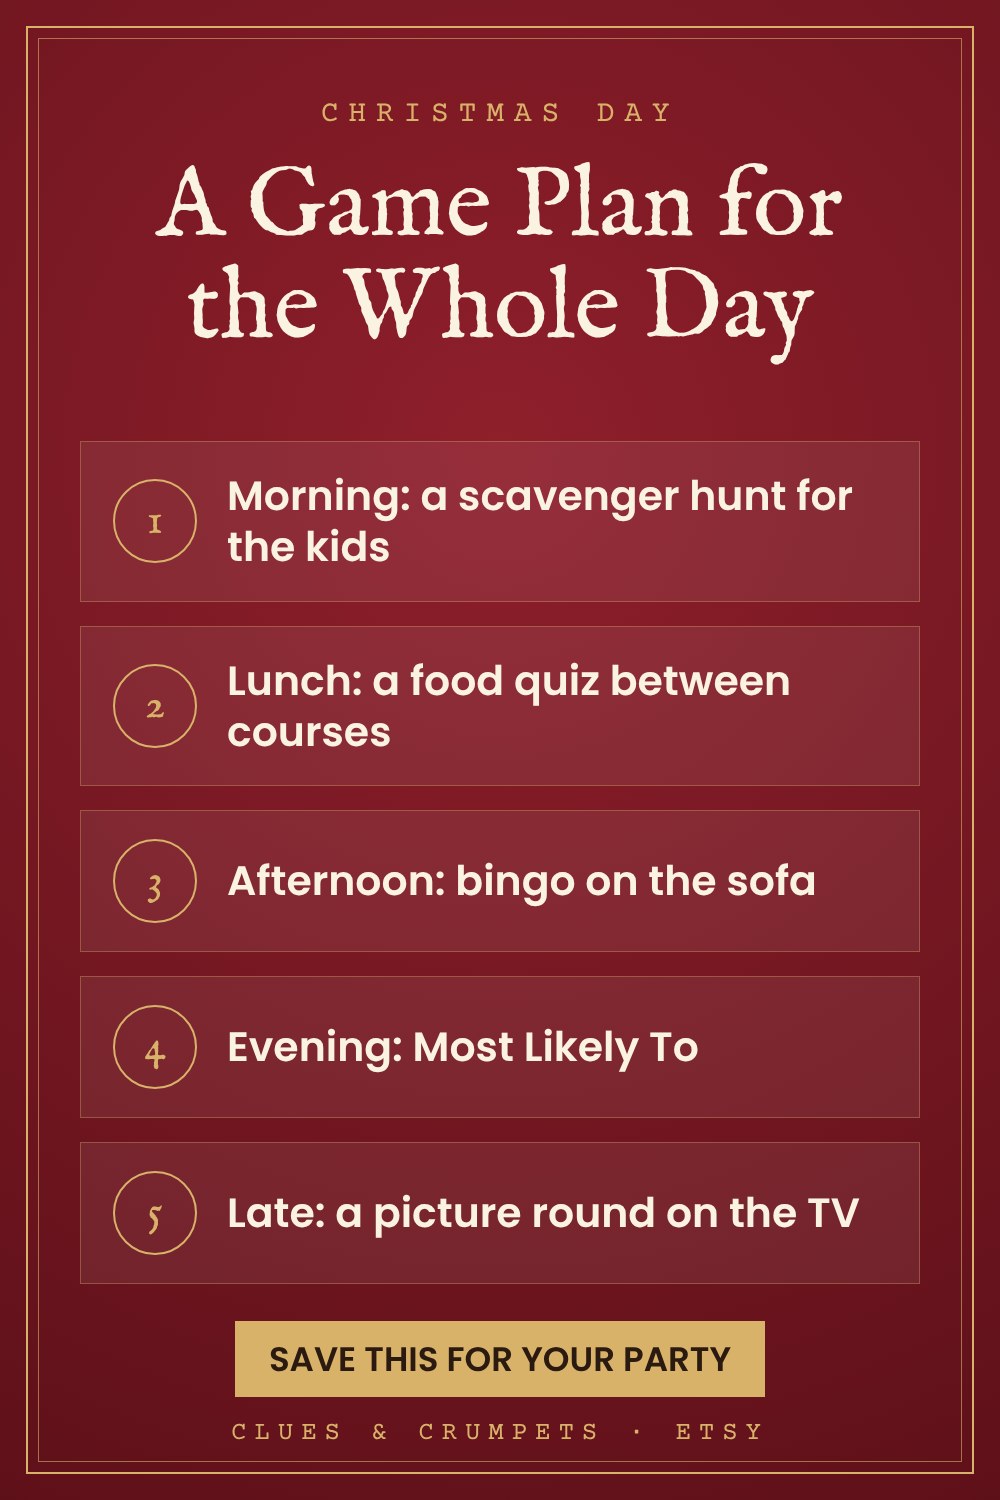 CHRISTMAS DAY
A Game Plan for
the Whole Day
1
Morning: a scavenger hunt for
the kids
2
Lunch: a food quiz between
courses
3
Afternoon: bingo on the sofa
4
Evening: Most Likely To
5
Late: a picture round on the TV
SAVE THIS FOR YOUR PARTY
CLUES & CRUMPETS · ETSY